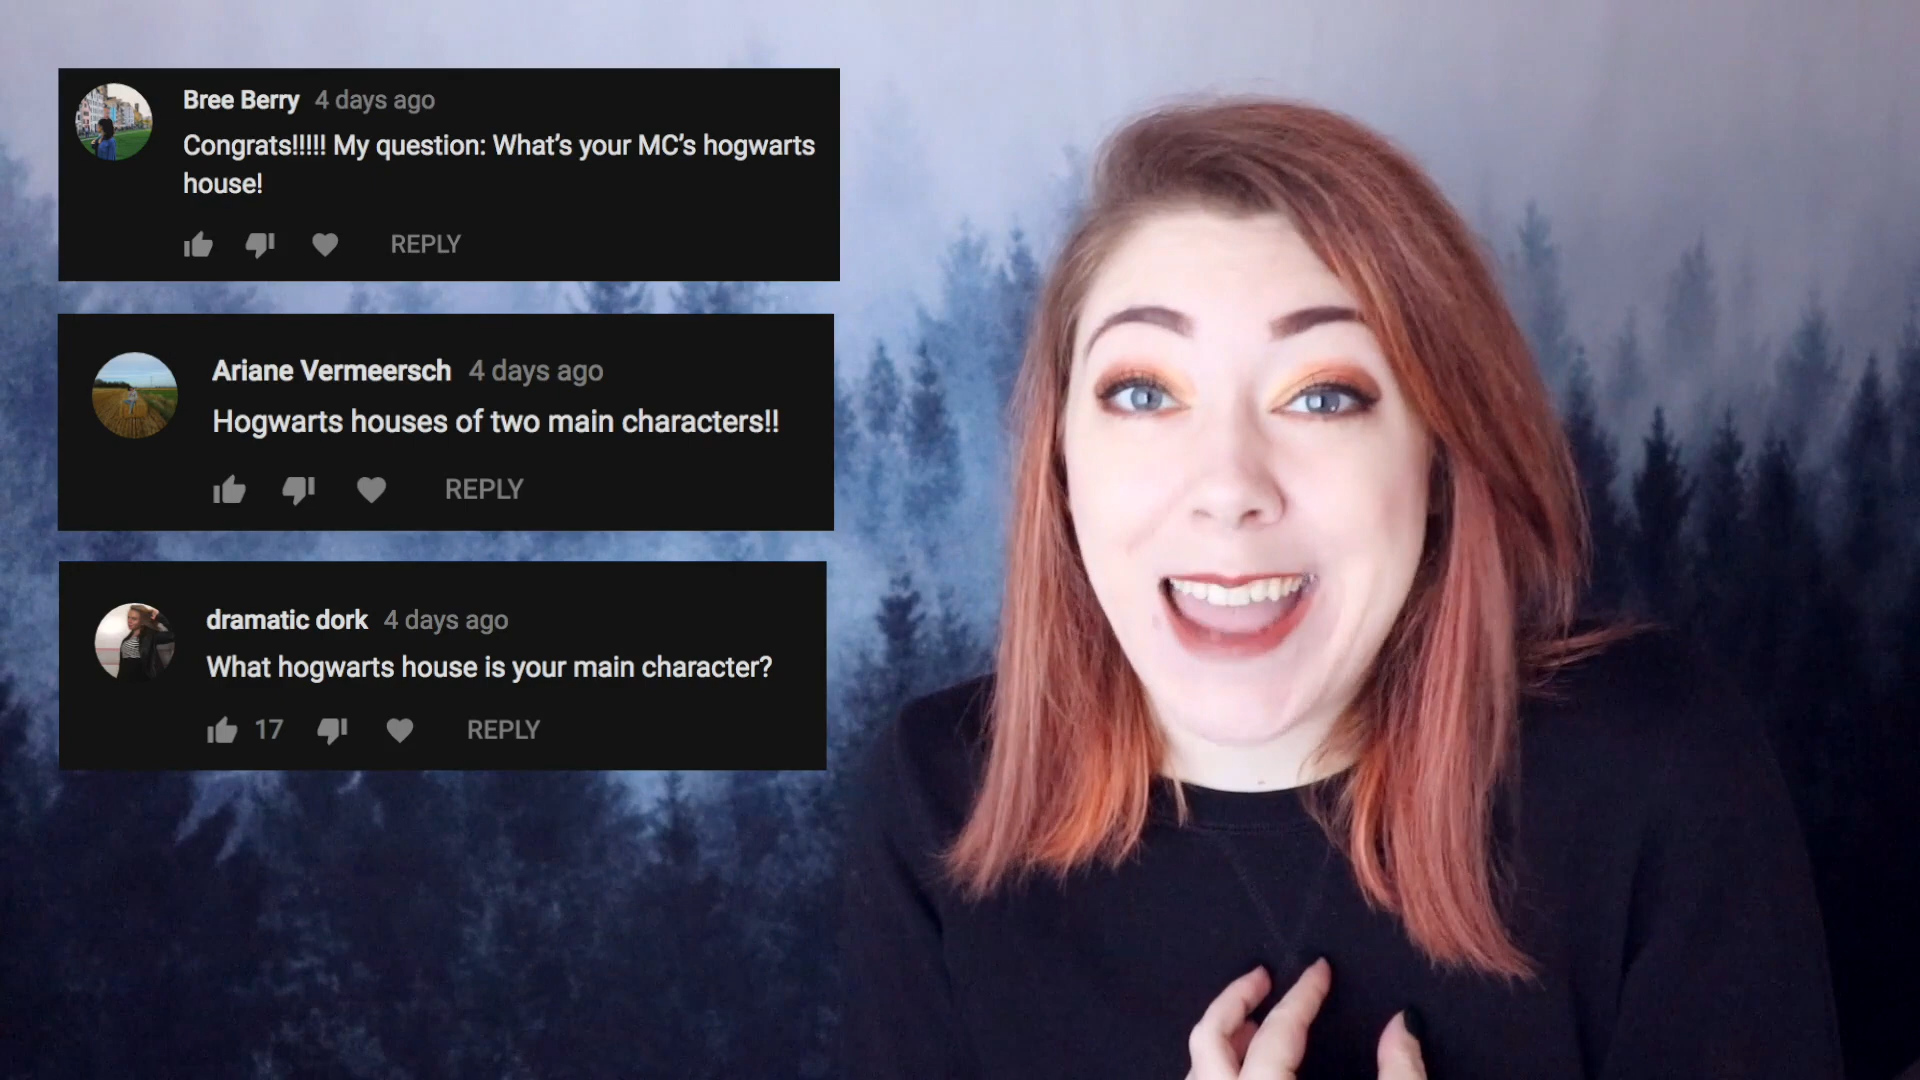 Bree Berry 4 days ago
Congrats!!!!! My question: What's your MC's hogwarts
house!
REPLY
Ariane Vermeersch 4 days ago
Hogwarts houses of two main characters!!
REPLY
dramatic dork 4 days ago
What hogwarts house is your main character?
17 REPLY